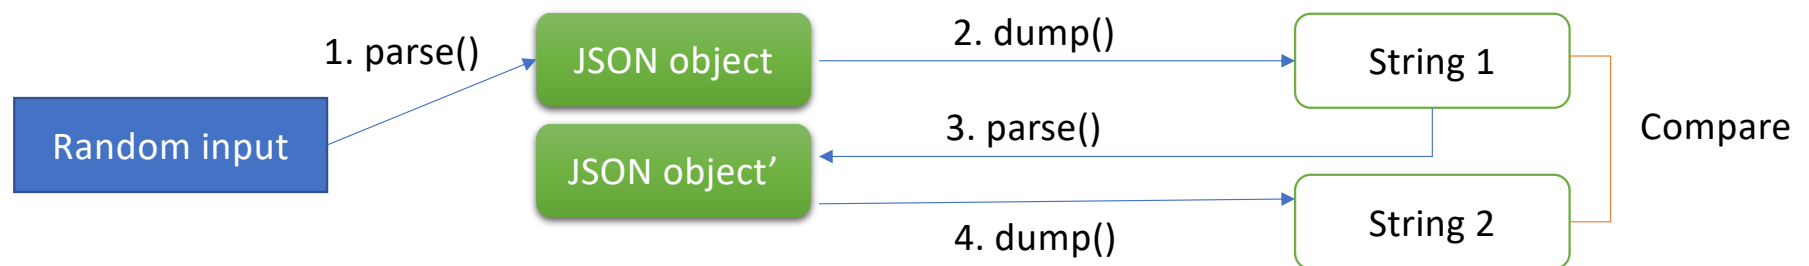 1. parse()
JSON object
2. dump()
String 1
Random input
3. parse()
Compare
JSON object’
4. dump()
String 2